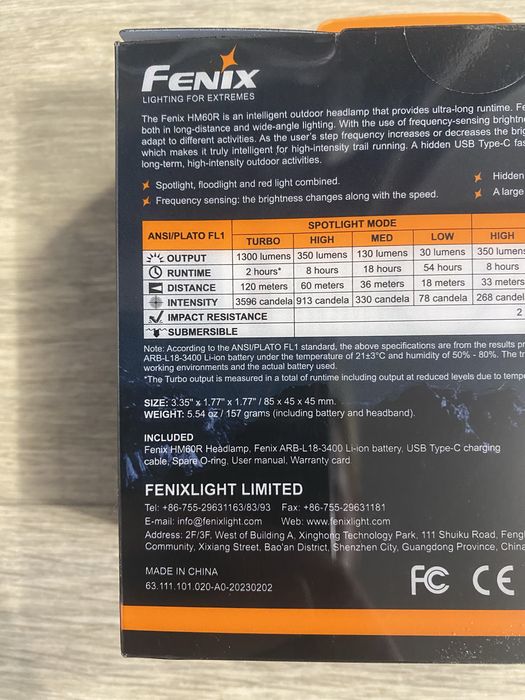 FENIX
LIGHTING FOR EXTREMES
The Fenix HM60R is an intelligent outdoor headlamp that provides ultra-long runtime. Fe
both in long-distance and wide-angle lighting. With the use of frequency-sensing brightn
adapt to different activities. As the user's step frequency increases or decreases the brig
which makes it truly intelligent for high-intensity trail running. A hidden USB Type-C fas
long-term, high-intensity outdoor activities.
Spotlight, floodlight and red light combined. Hidden
Frequency sensing: the brightness changes along with the speed. A large
SPOTLIGHT MODE
ANSI/PLATO FL1 TURBO HIGH MED LOW HIGH
OUTPUT 1300 lumens 350 lumens 130 lumens 30 lumens 350 lumens
RUNTIME 2 hours* 8 hours 18 hours 54 hours 8 hours
DISTANCE 120 meters 60 meters 36 meters 18 meters 33 meters
INTENSITY 3596 candela 913 candela 330 candela 78 candela 268 candel
IMPACT RESISTANCE 2
SUBMERSIBLE
Note: According to the ANSI/PLATO FL1 standard, the above specifications are from the results pr
ARB-L18-3400 Li-ion battery under the temperature of 21±3°C and humidity of 50% - 80%. The tr
working environments and the actual battery used.
*The Turbo output is measured in a total of runtime including output at reduced levels due to tempe
SIZE: 3.35" x 1.77" x 1.77" / 85 x 45 x 45 mm.
WEIGHT: 5.54 oz / 157 grams (including battery and headband).
INCLUDED
Fenix HM60R Headlamp, Fenix ARB-L18-3400 Li-ion battery, USB Type-C charging
cable, Spare O-ring, User manual, Warranty card
FENIXLIGHT LIMITED
Tel: +86-755-29631163/83/93 Fax: +86-755-29631181
E-mail: info@fenixlight.com Web: www.fenixlight.com
Address: 2F/3F, West of Building A, Xinghong Technology Park, 111 Shuiku Road, Feng
Community, Xixiang Street, Bao'an District, Shenzhen City, Guangdong Province, China
MADE IN CHINA
63.111.101.020-A0-20230202
FC CE